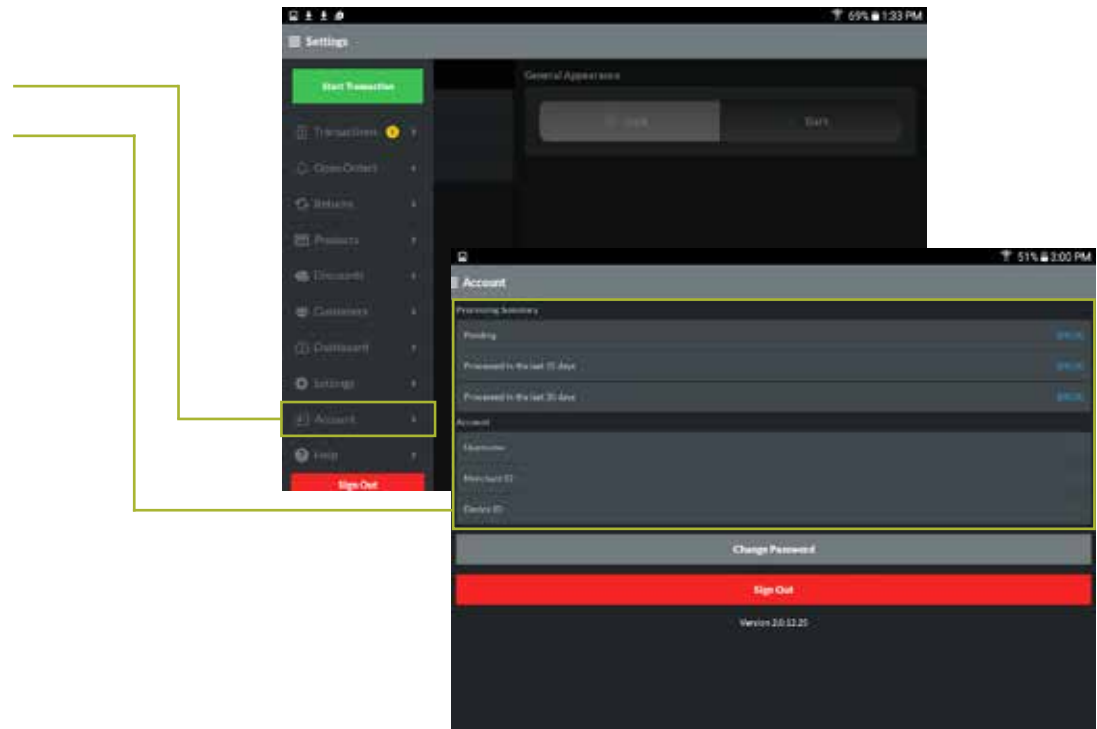 69% 1:33 PM
Settings
Start Transaction
General Appearance
Transactions
Dark
Open Orders
Returns
Products
Discounts
Customers
Dashboard
Settings
Account
Help
Sign Out
51% 3:00 PM
Account
Processing Summary
Pending
Processed in the last 15 days
Processed in the last 30 days
Account
Username
Merchant ID
Device ID
Change Password
Sign Out
Version 2.0.12.25